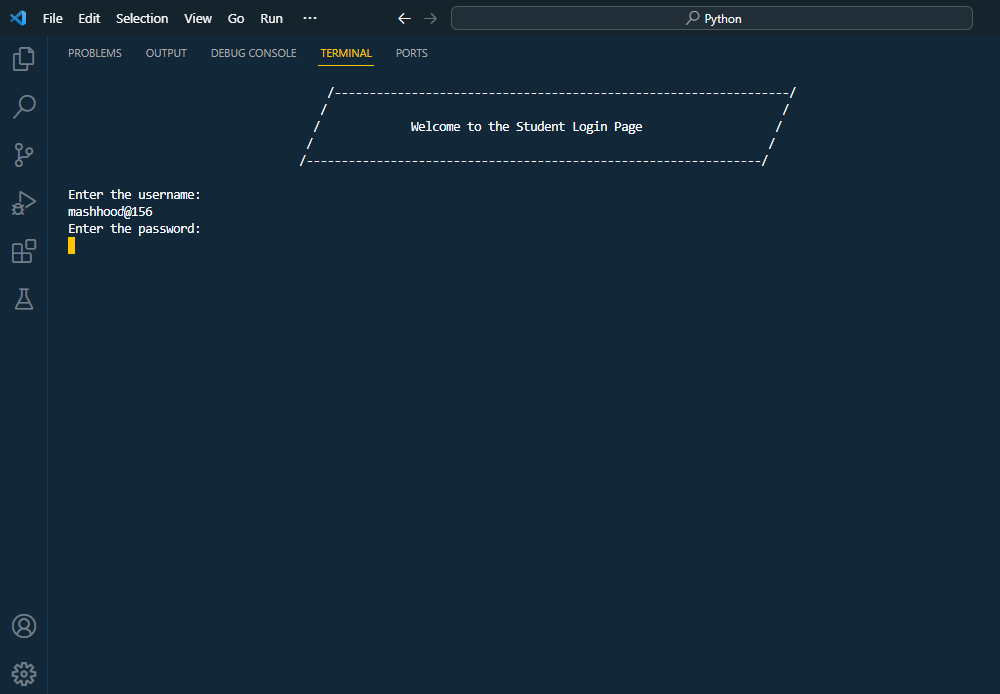 File Edit Selection View Go Run ··· Python
PROBLEMS OUTPUT DEBUG CONSOLE TERMINAL PORTS
/-----------------------------------------------------------------/
/ /
/ Welcome to the Student Login Page /
/ /
/-----------------------------------------------------------------/
Enter the username:
mashhood@156
Enter the password: